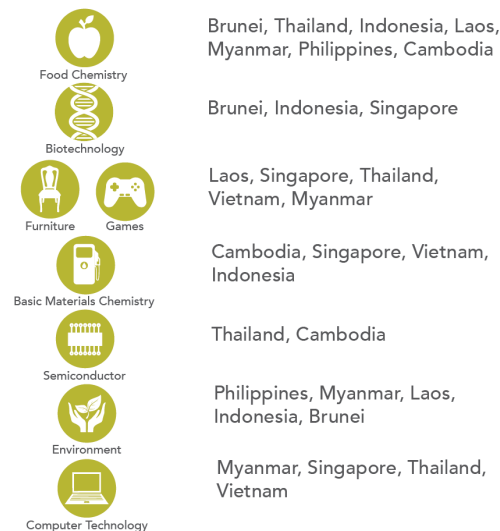 Brunei, Thailand, Indonesia, Laos,
Myanmar, Philippines, Cambodia
Food Chemistry
Brunei, Indonesia, Singapore
Biotechnology
Laos, Singapore, Thailand,
Vietnam, Myanmar
Furniture
Games
Cambodia, Singapore, Vietnam,
Indonesia
Basic Materials Chemistry
Thailand, Cambodia
Semiconductor
Philippines, Myanmar, Laos,
Indonesia, Brunei
Environment
Myanmar, Singapore, Thailand,
Vietnam
Computer Technology